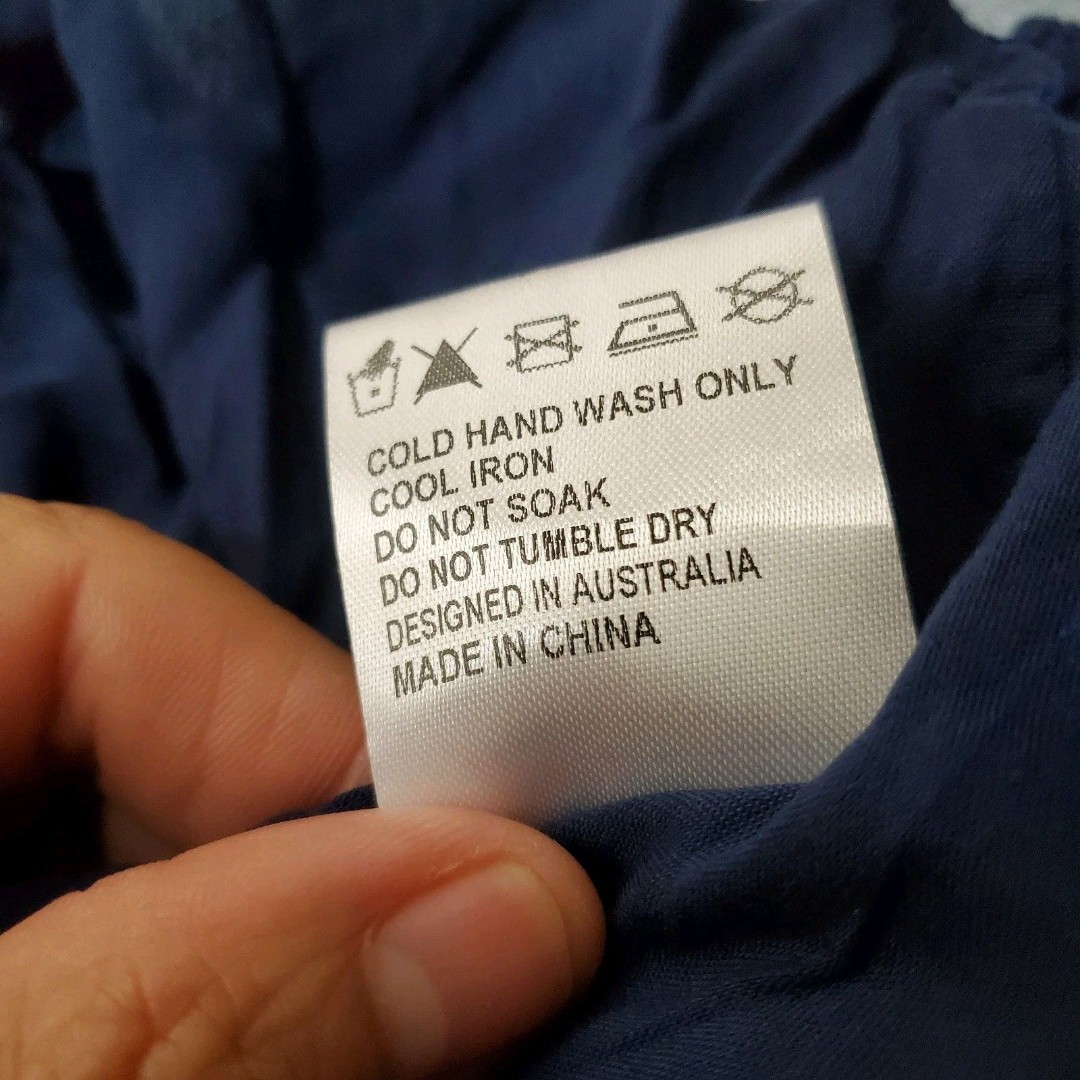 COLD HAND WASH ONLY
COOL IRON
DO NOT SOAK
DO NOT TUMBLE DRY
DESIGNED IN AUSTRALIA
MADE IN CHINA